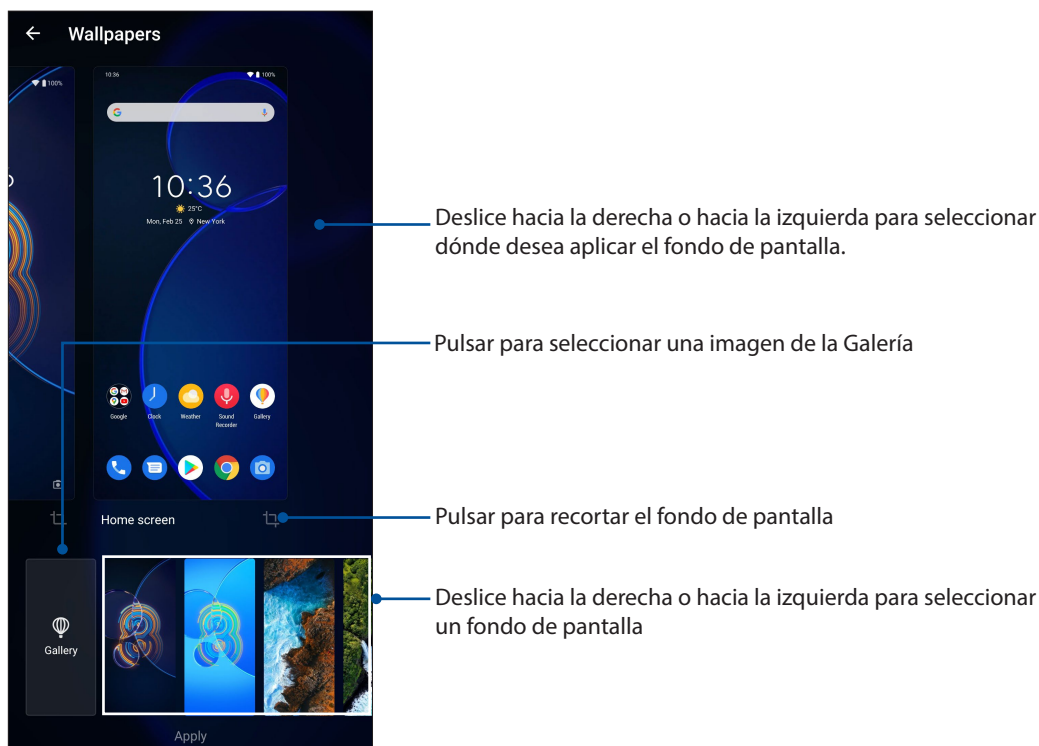 Wallpapers
100%
10:36
100%
10:36
25°C
Mon, Feb 25 New York
Deslice hacia la derecha o hacia la izquierda para seleccionar
dónde desea aplicar el fondo de pantalla.
Pulsar para seleccionar una imagen de la Galería
Google Clock Weather Sound Recorder Gallery
Home screen
Pulsar para recortar el fondo de pantalla
Deslice hacia la derecha o hacia la izquierda para seleccionar
un fondo de pantalla
Gallery
Apply